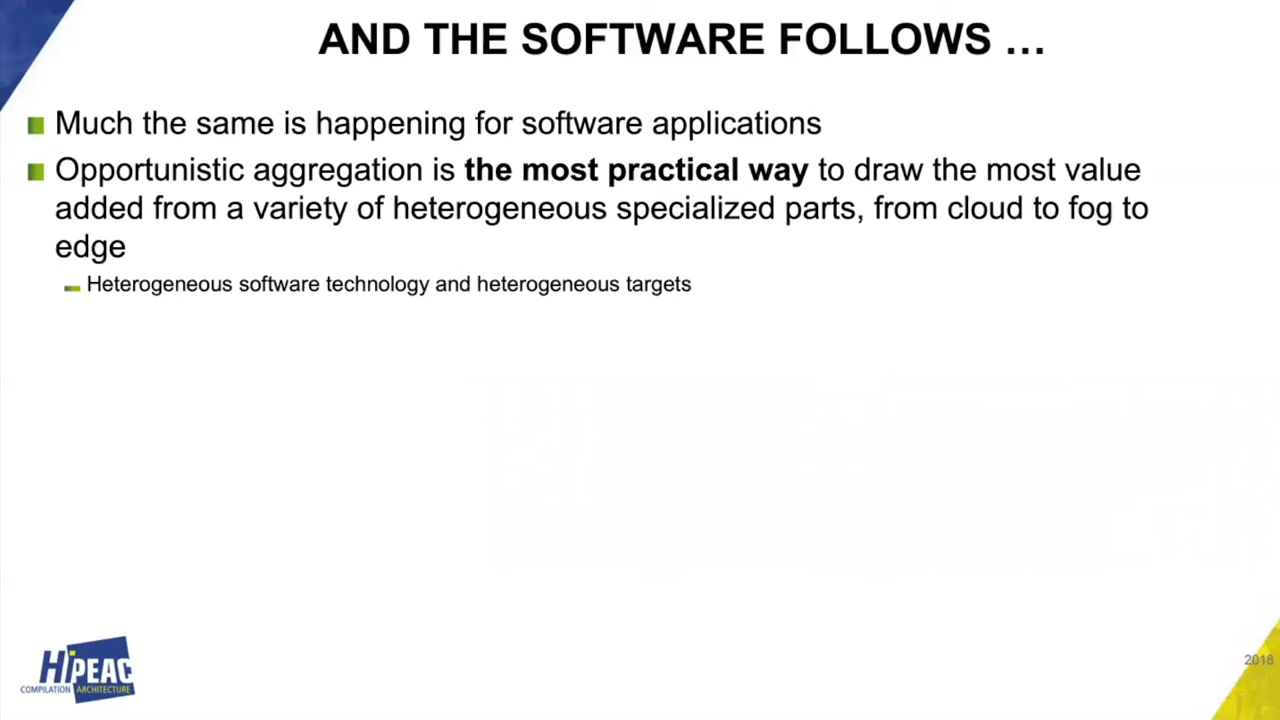 AND THE SOFTWARE FOLLOWS …
Much the same is happening for software applications
Opportunistic aggregation is the most practical way to draw the most value
added from a variety of heterogeneous specialized parts, from cloud to fog to
edge
Heterogeneous software technology and heterogeneous targets
HiPEAC
COMPILATION ARCHITECTURE
2018